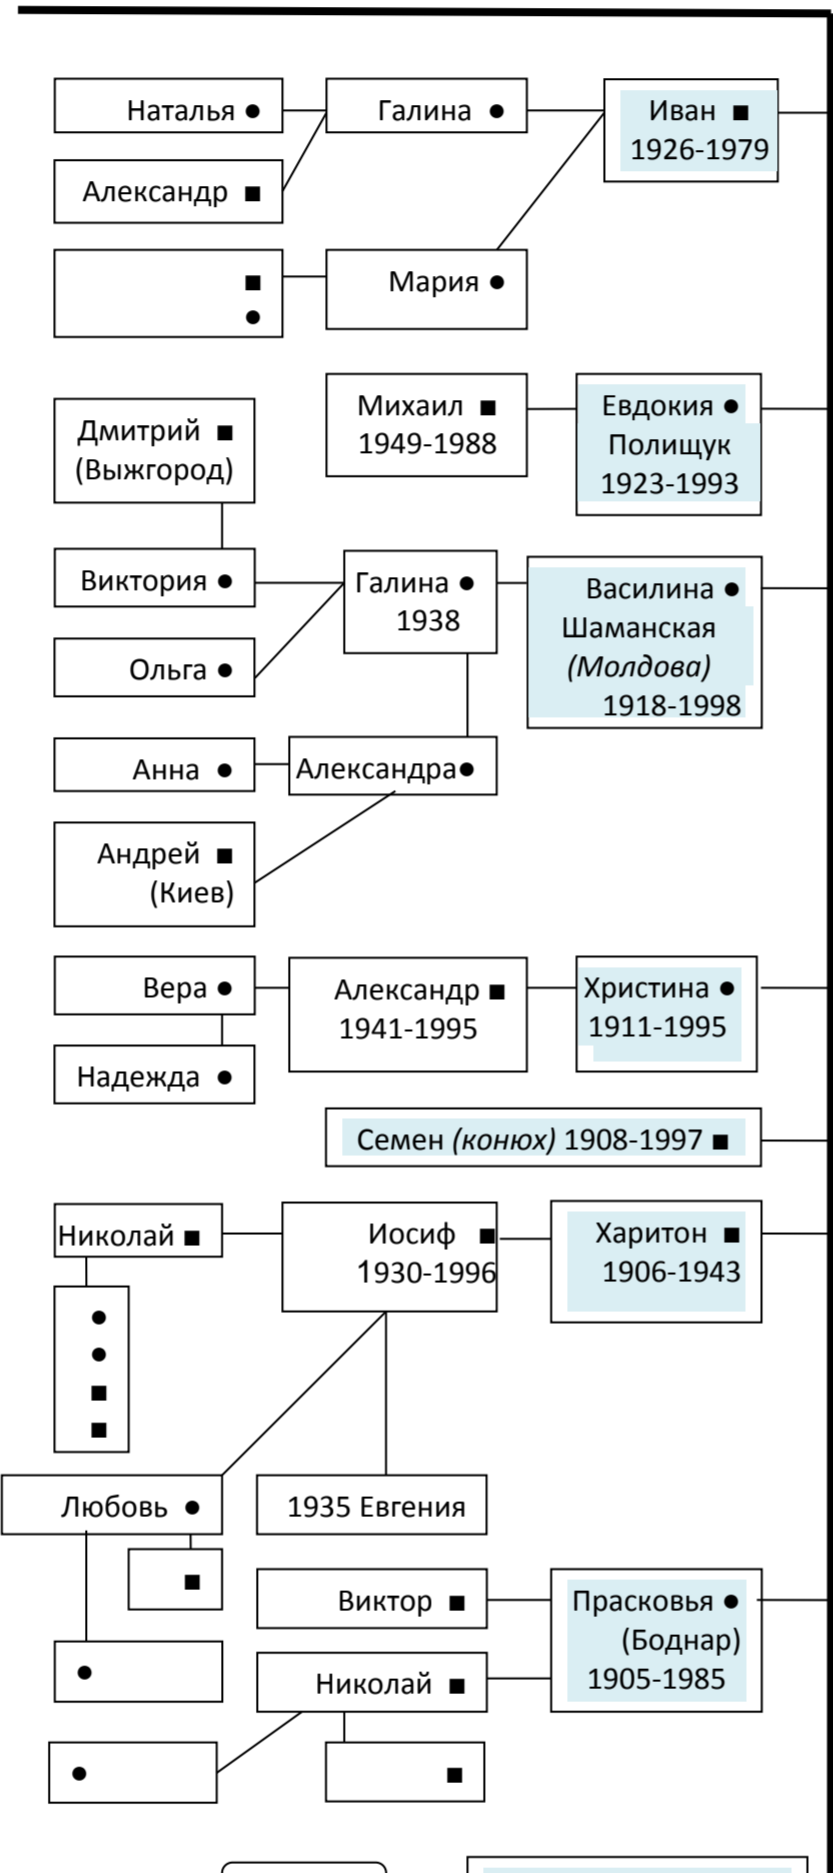 Наталья ●
Галина ●
Иван ■
1926-1979
Александр ■
■
●
Мария ●
Михаил ■
1949-1988
Евдокия ●
Полищук
1923-1993
Дмитрий ■
(Выжгород)
Виктория ●
Галина ●
1938
Василина ●
Шаманская
(Молдова)
1918-1998
Ольга ●
Анна ●
Александра●
Андрей ■
(Киев)
Вера ●
Александр ■
1941-1995
Христина ●
1911-1995
Надежда ●
Семен (конюх) 1908-1997 ■
Николай ■
Иосиф ■
1930-1996
Харитон ■
1906-1943
●
●
■
■
Любовь ●
1935 Евгения
■
Виктор ■
Прасковья ●
(Боднар)
1905-1985
●
Николай ■
●
■